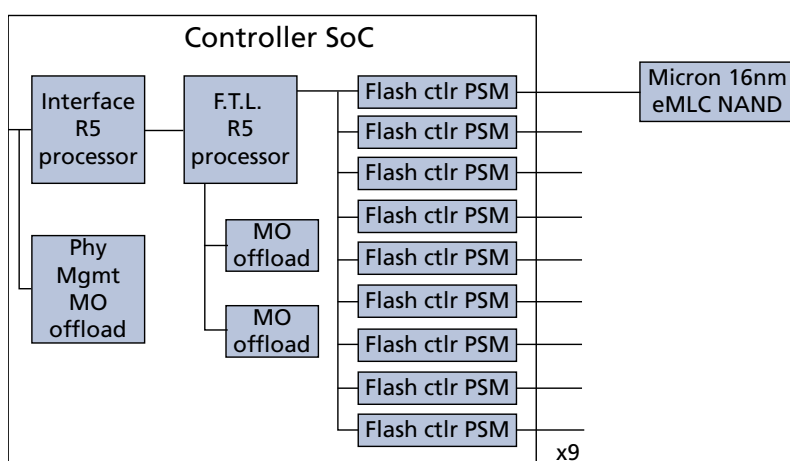 Controller SoC
Interface
R5
processor
F.T.L.
R5
processor
Phy
Mgmt
MO
offload
MO
offload
MO
offload
Flash ctlr PSM
Flash ctlr PSM
Flash ctlr PSM
Flash ctlr PSM
Flash ctlr PSM
Flash ctlr PSM
Flash ctlr PSM
Flash ctlr PSM
Flash ctlr PSM
Micron 16nm
eMLC NAND
x9